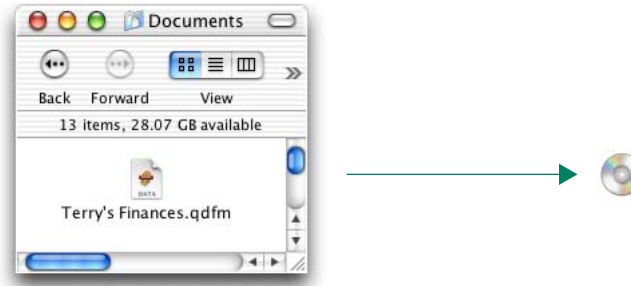 Documents
Back Forward View
13 items, 28.07 GB available
DATA
Terry's Finances.qdfm